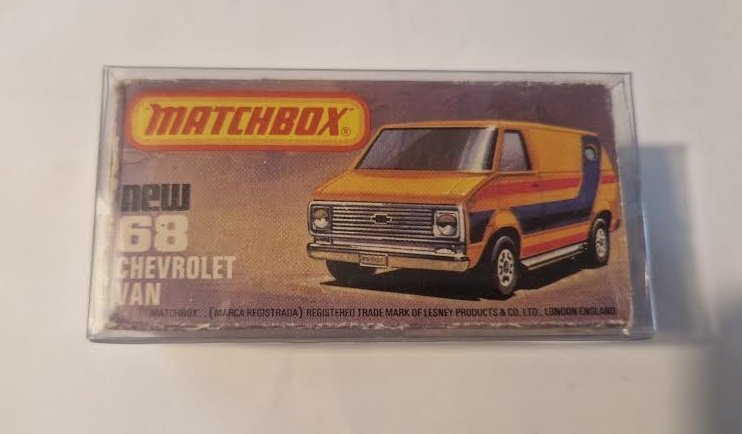 "MATCHBOX"®
new
68
CHEVROLET
VAN
"MATCHBOX" (MARCA REGISTRADA) REGISTERED TRADE MARK OF LESNEY PRODUCTS & CO. LTD., LONDON ENGLAND